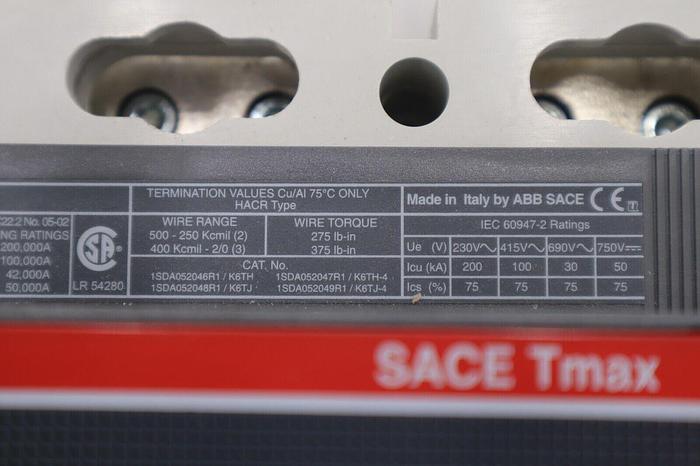 C22.2 No. 05-02
NG RATINGS
200,000A
100,000A
42,000A
50,000A
SA
LR 54280
TERMINATION VALUES Cu/Al 75°C ONLY
HACR Type
WIRE RANGE
500 - 250 Kcmil (2)
400 Kcmil - 2/0 (3)
WIRE TORQUE
275 lb-in
375 lb-in
CAT. No.
1SDA052046R1 / K6TH 1SDA052047R1 / K6TH-4
1SDA052048R1 / K6TJ 1SDA052049R1 / K6TJ-4
Made in Italy by ABB SACE CE
IEC 60947-2 Ratings
Ue (V) 230V∿ 415V∿ 690V∿ 750V⎓
Icu (kA) 200 100 30 50
Ics (%) 75 75 75 75
SACE Tmax